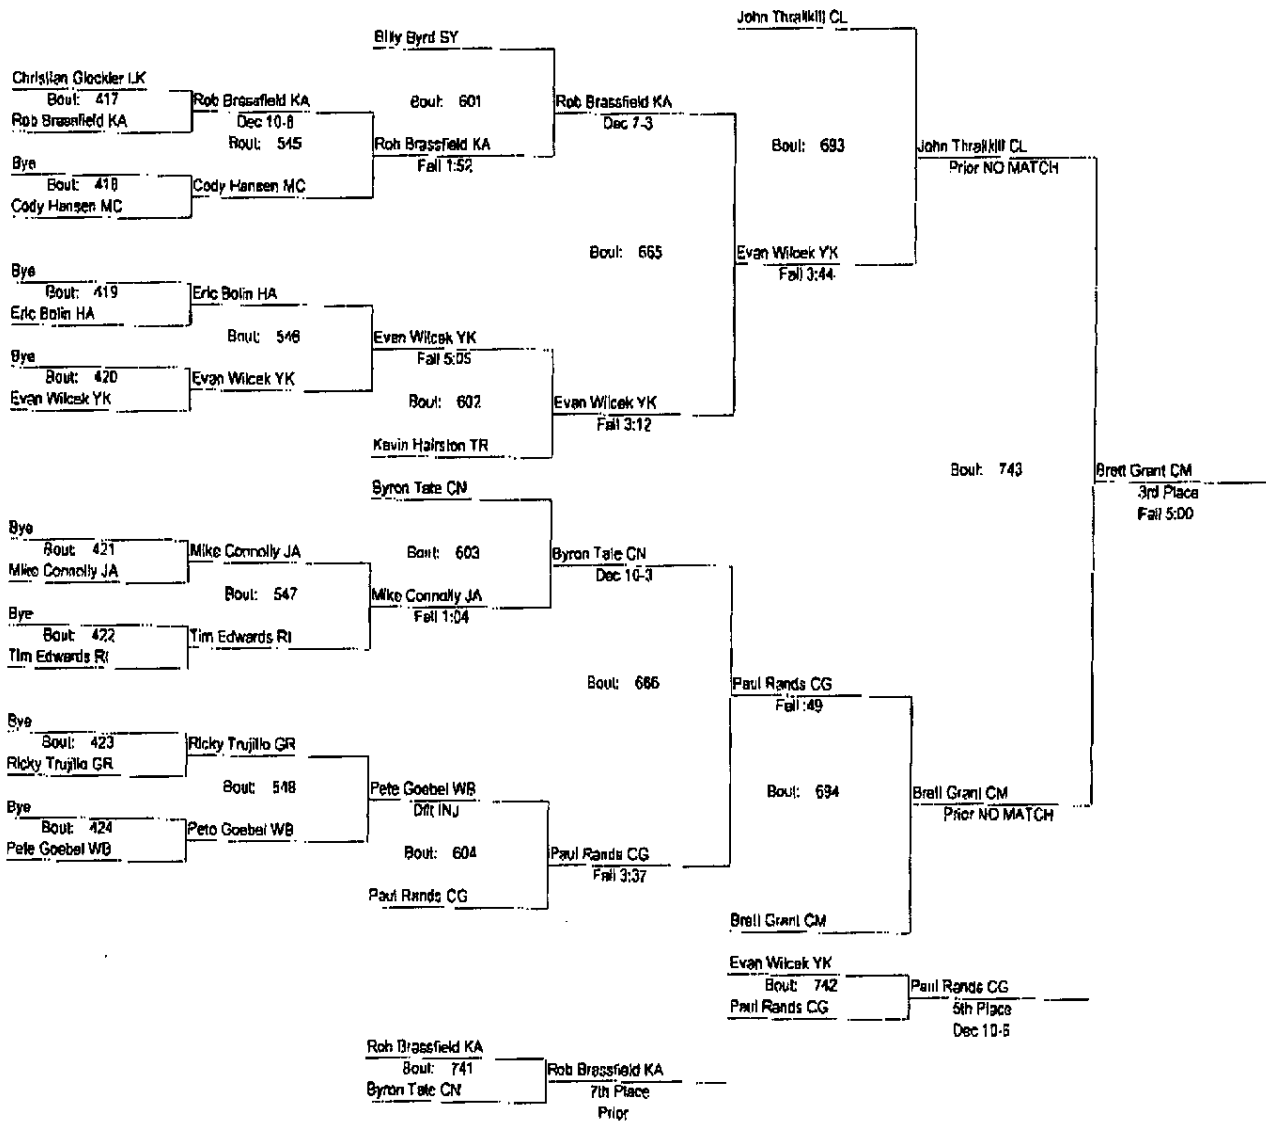 John Thrailkill CL
Billy Byrd SY
Christian Glockler LK
Bout: 417
Rob Brassfield KA
Rob Brassfield KA
Dec 10-8
Bout: 545
Bout: 601
Rob Brassfield KA
Dec 7-3
Rob Brassfield KA
Fall 1:52
Bout: 693
John Thrailkill CL
Prior NO MATCH
Bye
Bout: 418
Cody Hansen MC
Cody Hansen MC
Bout: 665
Evan Wilcek YK
Fall 3:44
Bye
Bout: 419
Eric Bolin HA
Eric Bolin HA
Bout: 546
Evan Wilcek YK
Fall 5:05
Bye
Bout: 420
Evan Wilcek YK
Evan Wilcek YK
Bout: 602
Evan Wilcek YK
Fall 3:12
Kevin Hairston TR
Bout: 743
Brett Grant CM
3rd Place
Fall 5:00
Byron Tate CN
Bye
Bout: 421
Mike Connolly JA
Mike Connolly JA
Bout: 603
Byron Tate CN
Dec 10-3
Bout: 547
Mike Connolly JA
Fall 1:04
Bye
Bout: 422
Tim Edwards RI
Tim Edwards RI
Bout: 666
Paul Rands CG
Fall :49
Bye
Bout: 423
Ricky Trujillo GR
Ricky Trujillo GR
Bout: 548
Pete Goebel WB
Dflt INJ
Bout: 694
Brett Grant CM
Prior NO MATCH
Bye
Bout: 424
Pete Goebel WB
Pete Goebel WB
Bout: 604
Paul Rands CG
Fall 3:37
Paul Rands CG
Brett Grant CM
Evan Wilcek YK
Bout: 742
Paul Rands CG
Paul Rands CG
5th Place
Dec 10-6
Rob Brassfield KA
Bout: 741
Byron Tate CN
Rob Brassfield KA
7th Place
Prior